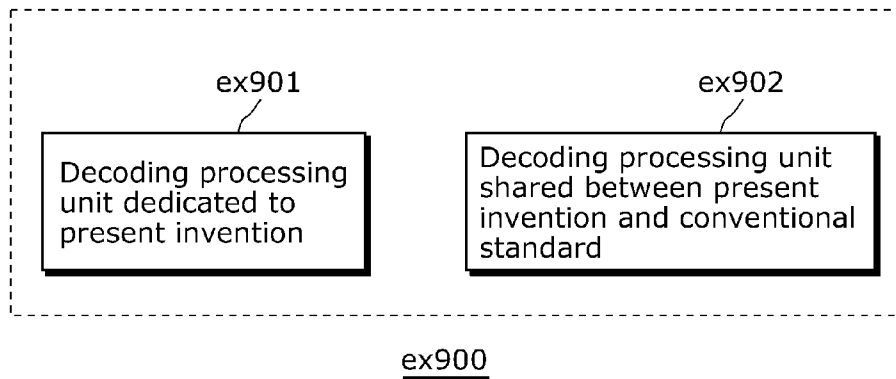 ex901
Decoding processing
unit dedicated to
present invention
ex902
Decoding processing unit
shared between present
invention and conventional
standard
ex900